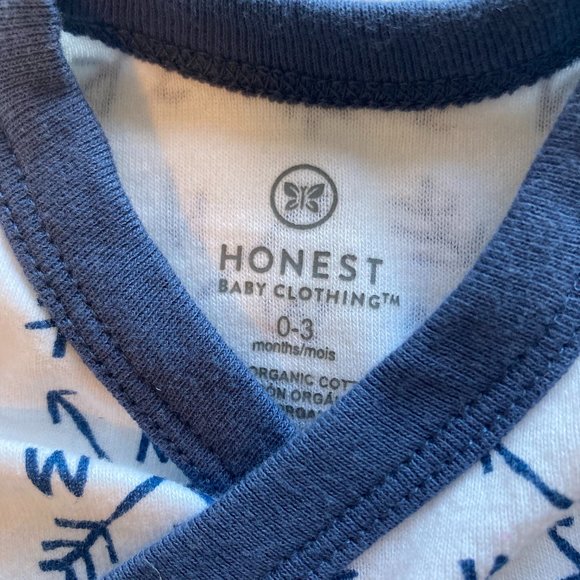 HONEST
BABY CLOTHING™
0-3
months/mois
ORGANIC
M